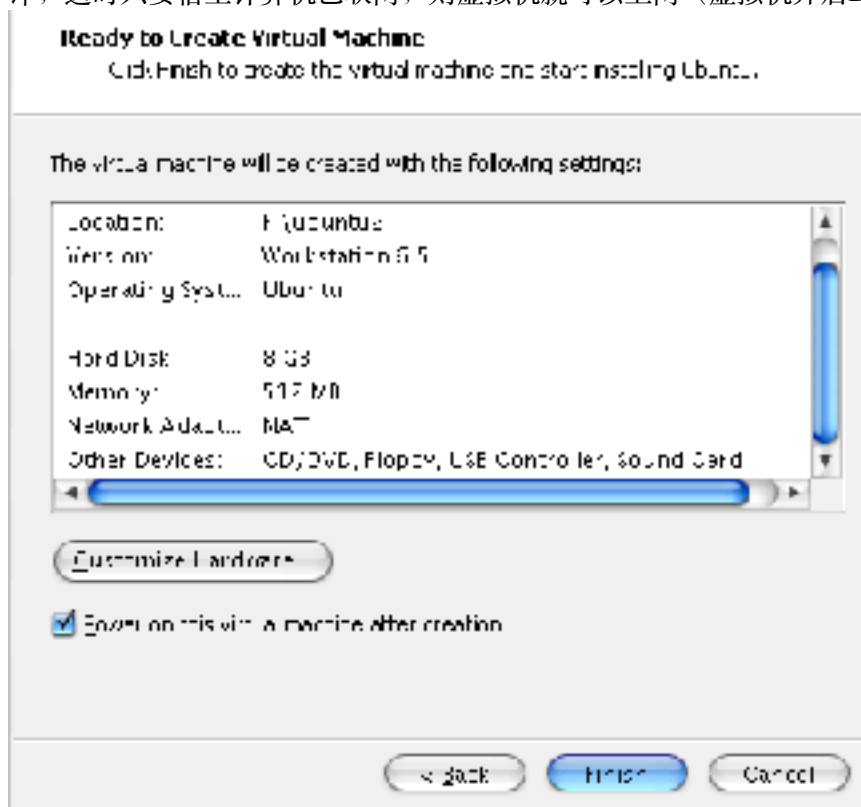 Ready to Create Virtual Machine
Click Finish to create the virtual machine and start installing Ubuntu.
The virtual machine will be created with the following settings:
Location: F:\ubuntu
Version: Workstation 6.5
Operating Syst... Ubuntu
Hard Disk: 8 GB
Memory: 512 MB
Network Adapt... NAT
Other Devices: CD/DVD, Floppy, USB Controller, Sound Card
Customize Hardware...
Power on this virtual machine after creation
< Back Finish Cancel